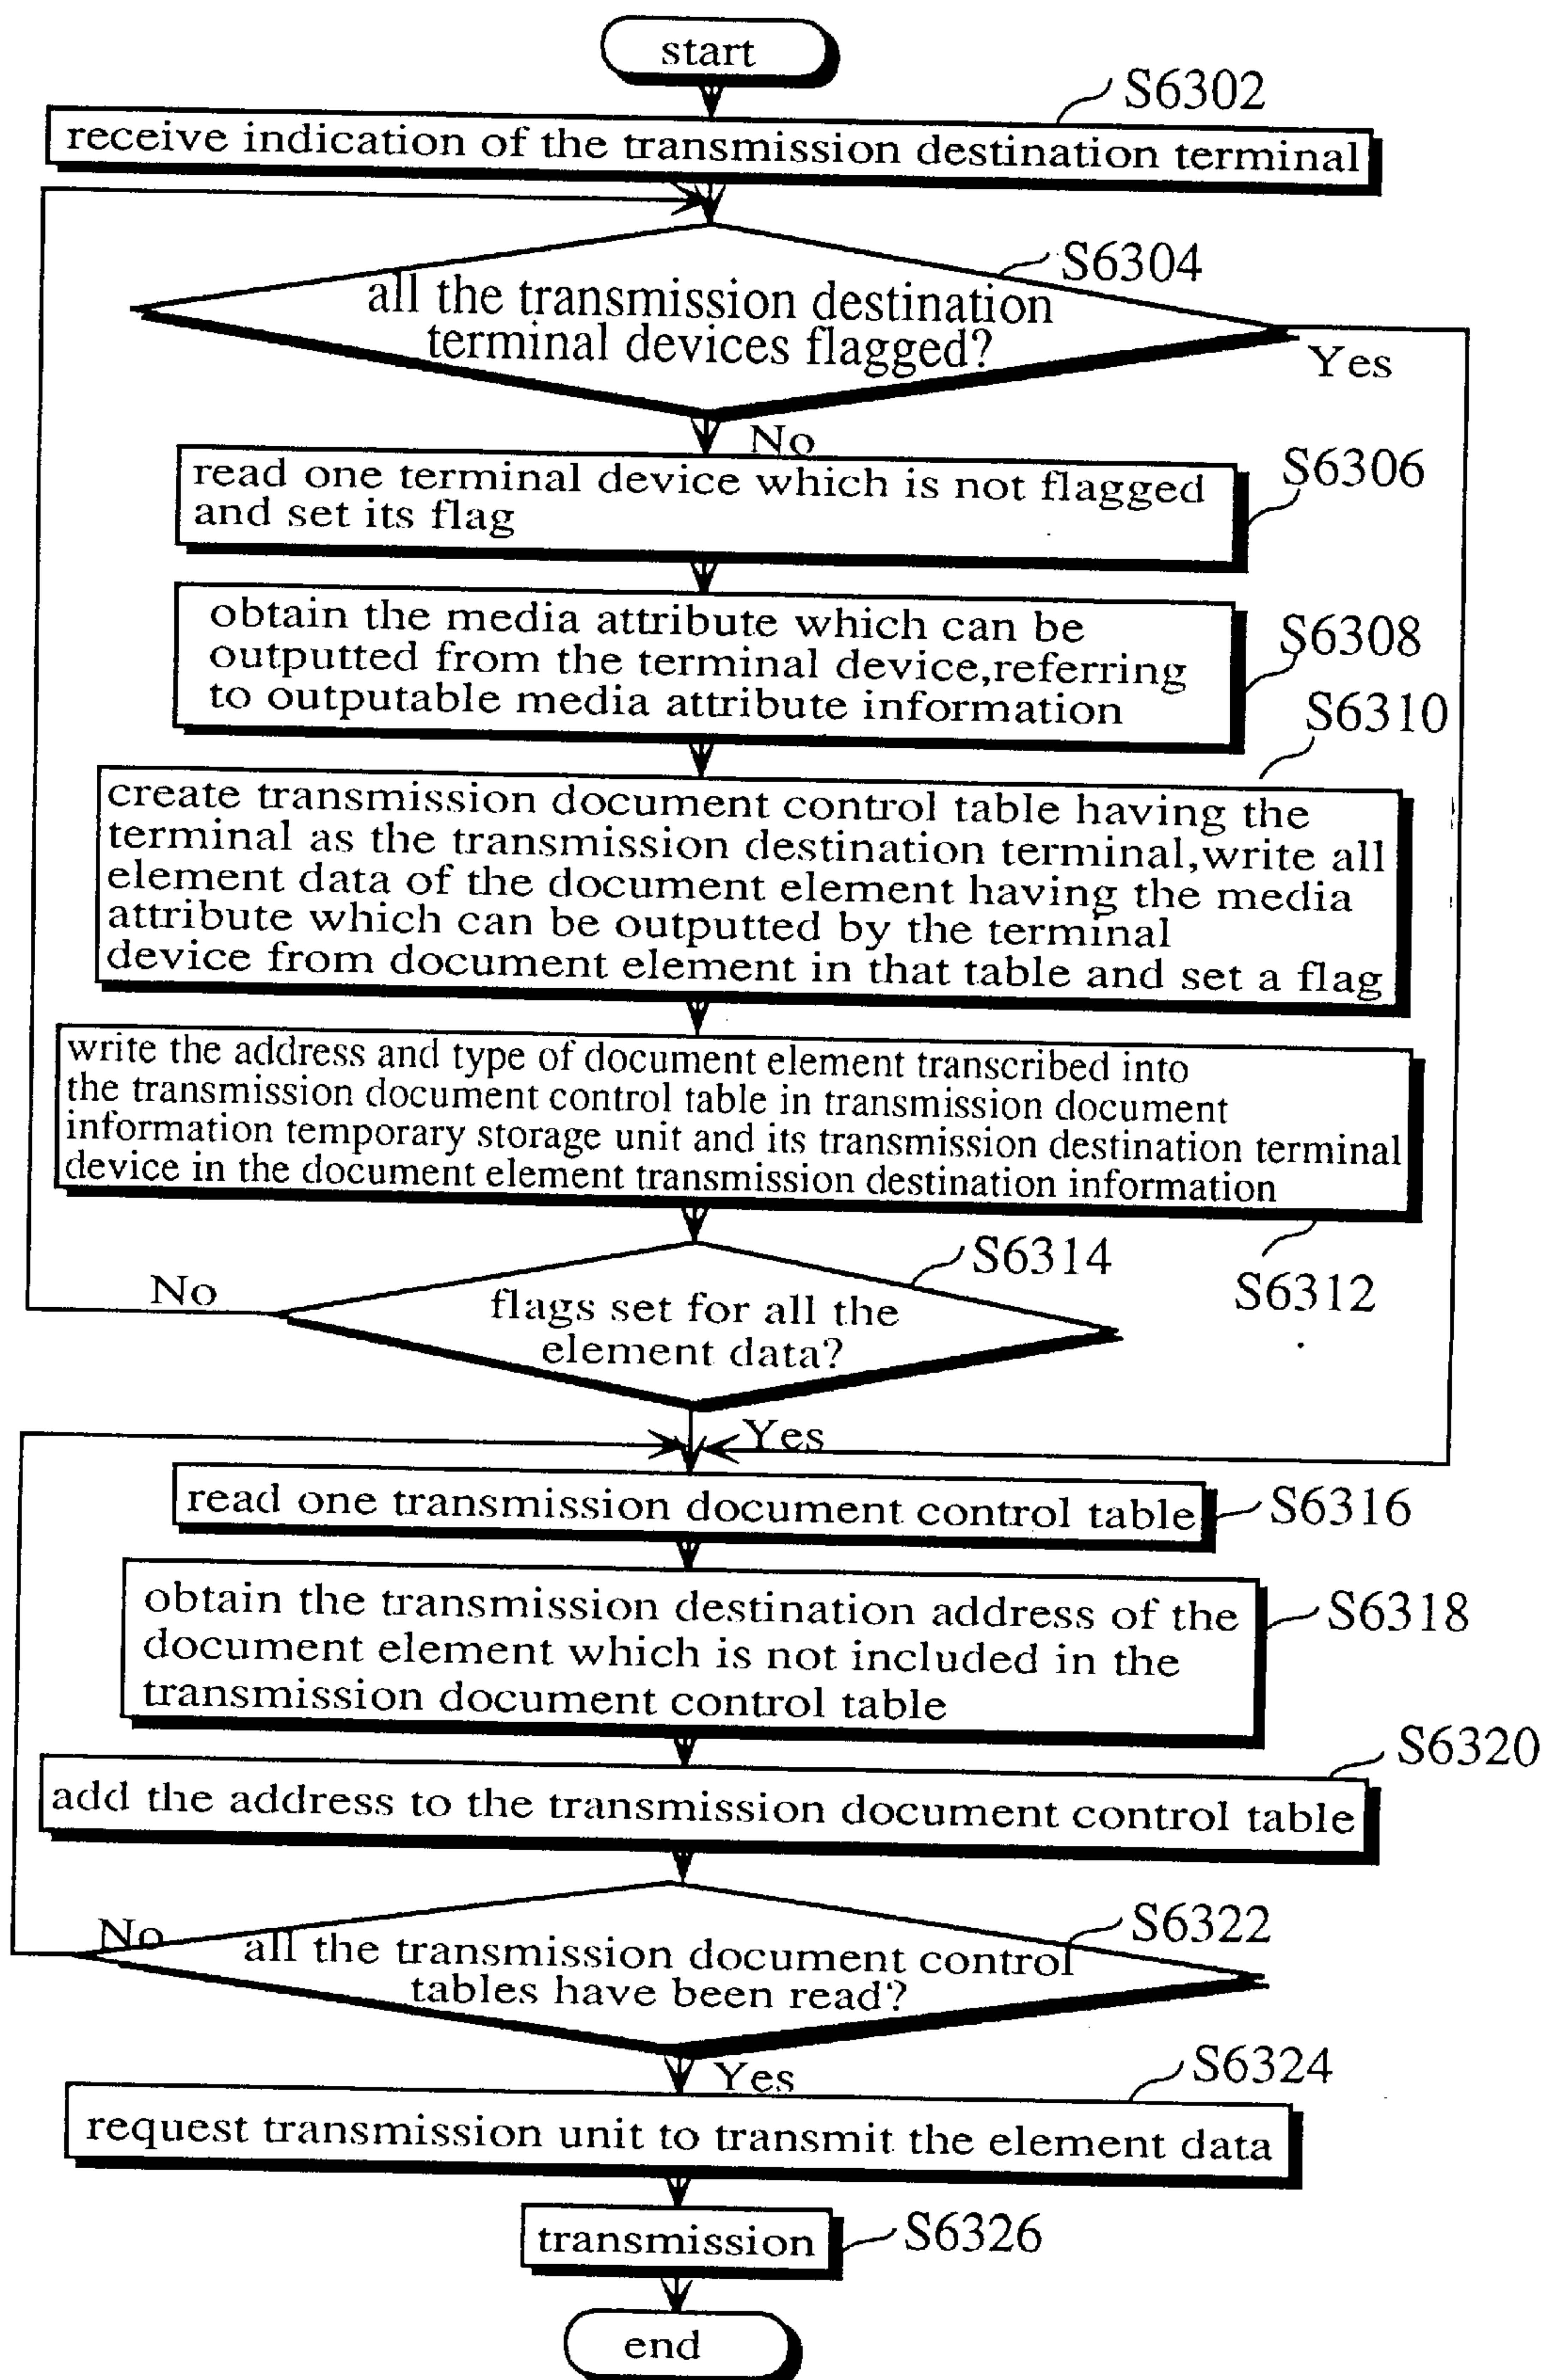 start
S6302
receive indication of the transmission destination terminal
S6304
all the transmission destination
terminal devices flagged?
Yes
No
S6306
read one terminal device which is not flagged
and set its flag
S6308
obtain the media attribute which can be
outputted from the terminal device,referring
to outputable media attribute information
S6310
create transmission document control table having the
terminal as the transmission destination terminal,write all
element data of the document element having the media
attribute which can be outputted by the terminal
device from document element in that table and set a flag
write the address and type of document element transcribed into
the transmission document control table in transmission document
information temporary storage unit and its transmission destination terminal
device in the document element transmission destination information
S6312
S6314
No
flags set for all the
element data?
Yes
read one transmission document control table
S6316
obtain the transmission destination address of the
document element which is not included in the
transmission document control table
S6318
S6320
add the address to the transmission document control table
S6322
No
all the transmission document control
tables have been read?
Yes
S6324
request transmission unit to transmit the element data
transmission
S6326
end